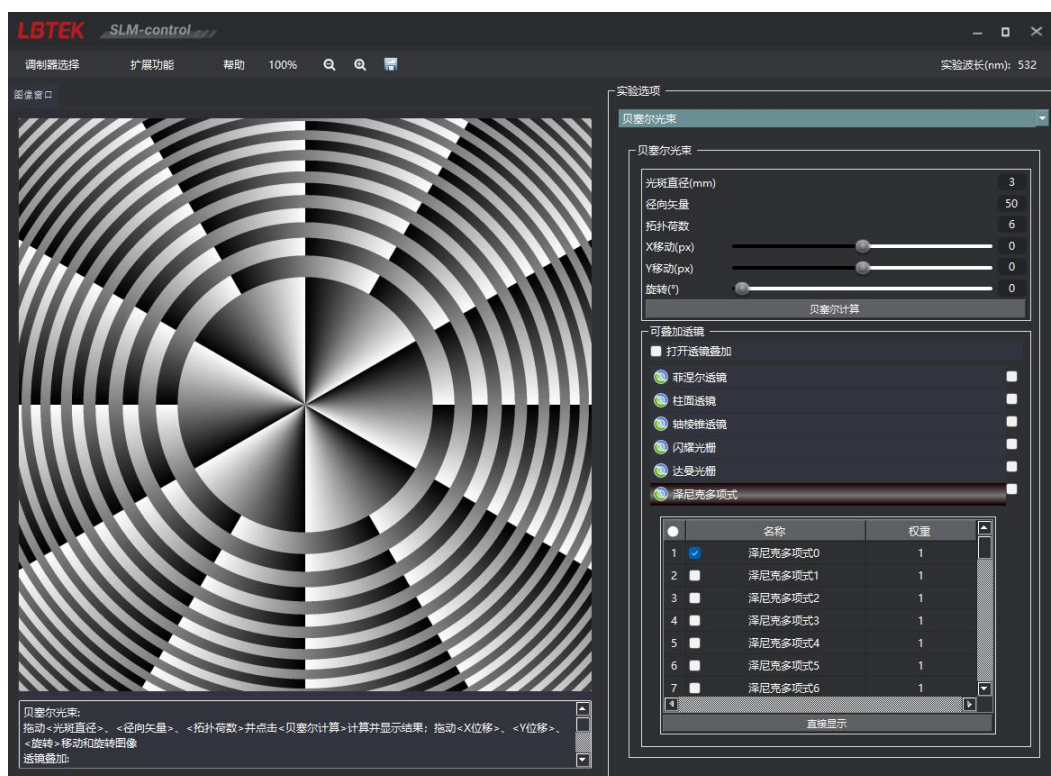 LBTEK SLM-control
调制器选择 扩展功能 帮助 100% 实验波长(nm): 532
图像窗口
实验选项
贝塞尔光束
贝塞尔光束
光斑直径(mm) 3
径向矢量 50
拓扑荷数 6
X移动(px) 0
Y移动(px) 0
旋转(°) 0
贝塞尔计算
可叠加透镜
打开透镜叠加
菲涅尔透镜
柱面透镜
轴棱锥透镜
闪耀光栅
达曼光栅
泽尼克多项式
名称 权重
1 泽尼克多项式0 1
2 泽尼克多项式1 1
3 泽尼克多项式2 1
4 泽尼克多项式3 1
5 泽尼克多项式4 1
6 泽尼克多项式5 1
7 泽尼克多项式6 1
直接显示
贝塞尔光束:
拖动<光斑直径>、<径向矢量>、<拓扑荷数>并点击<贝塞尔计算>计算并显示结果；拖动<X位移>、<Y位移>、
<旋转>移动和旋转图像
透镜叠加: